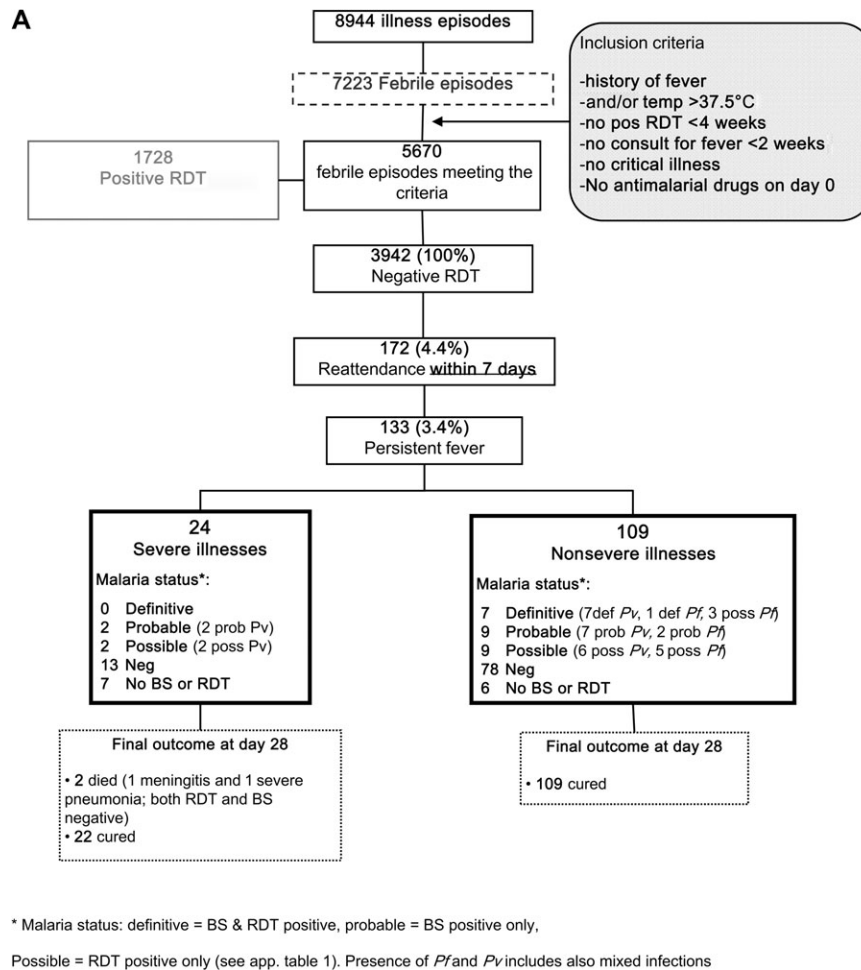 A
8944 illness episodes
7223 Febrile episodes
Inclusion criteria
-history of fever
-and/or temp >37.5°C
-no pos RDT <4 weeks
-no consult for fever <2 weeks
-no critical illness
-No antimalarial drugs on day 0
1728
Positive RDT
5670
febrile episodes meeting the
criteria
3942 (100%)
Negative RDT
172 (4.4%)
Reattendance within 7 days
133 (3.4%)
Persistent fever
24
Severe illnesses
Malaria status*:
0 Definitive
2 Probable (2 prob Pv)
2 Possible (2 poss Pv)
13 Neg
7 No BS or RDT
109
Nonsevere illnesses
Malaria status*:
7 Definitive (7def Pv, 1 def Pf, 3 poss Pf)
9 Probable (7 prob Pv, 2 prob Pf)
9 Possible (6 poss Pv, 5 poss Pf)
78 Neg
6 No BS or RDT
Final outcome at day 28
• 2 died (1 meningitis and 1 severe
pneumonia; both RDT and BS
negative)
• 22 cured
Final outcome at day 28
• 109 cured
* Malaria status: definitive = BS & RDT positive, probable = BS positive only,
Possible = RDT positive only (see app. table 1). Presence of Pf and Pv includes also mixed infections